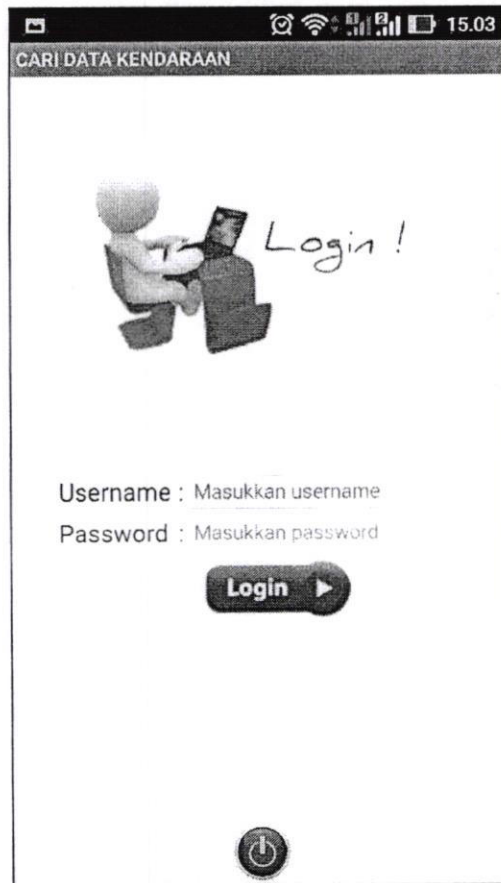 15.03
CARI DATA KENDARAAN
Login !
Username : Masukkan username
Password : Masukkan password
Login